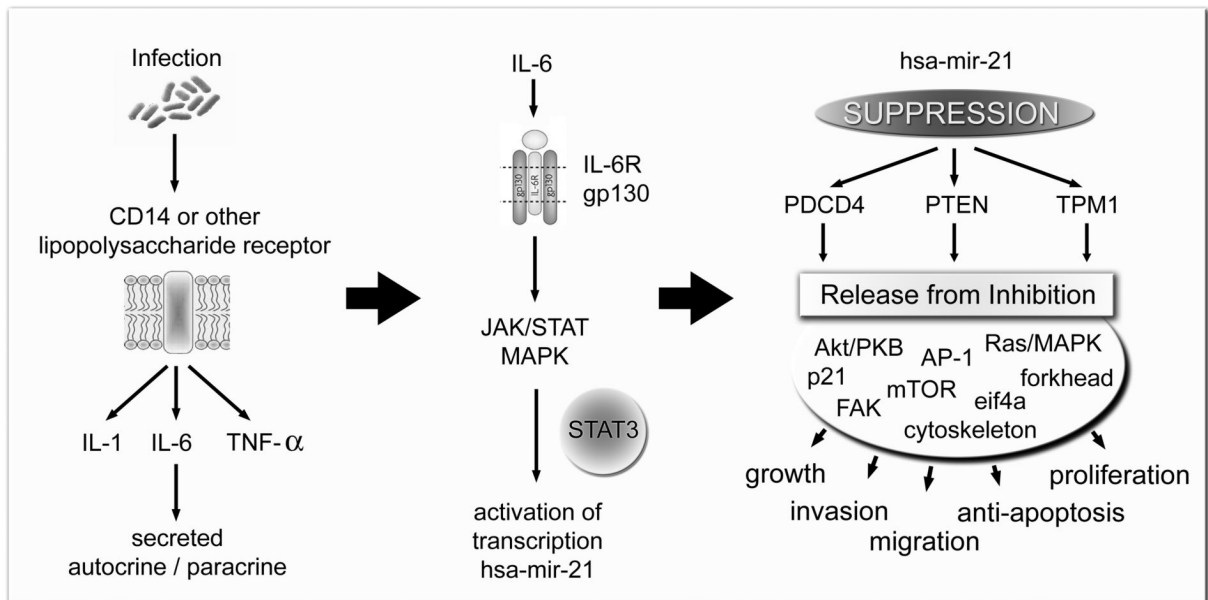 Infection
CD14 or other
lipopolysaccharide receptor
IL-1 IL-6 TNF-α
secreted
autocrine / paracrine
IL-6
gp130 IL-6R gp130
IL-6R
gp130
JAK/STAT
MAPK
STAT3
activation of
transcription
hsa-mir-21
hsa-mir-21
SUPPRESSION
PDCD4 PTEN TPM1
Release from Inhibition
Akt/PKB AP-1 Ras/MAPK
p21 mTOR forkhead
FAK eif4a
cytoskeleton
growth proliferation
invasion anti-apoptosis
migration